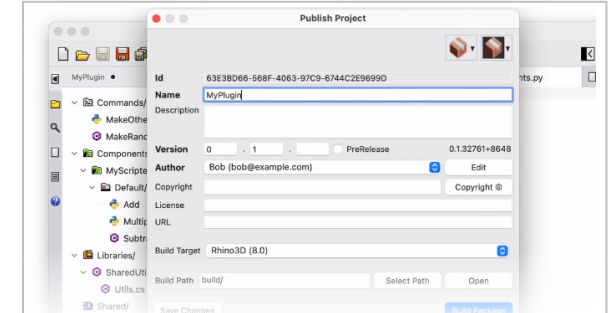 Publish Project
MyPlugin
nts.py
Commands/
MakeOthe
MakeRand
Components
MyScripte
Default/
Add
Multip
Subtr
Libraries/
SharedUti
Utils.cs
Shared/
Id 63E3BD66-568F-4063-97C9-6744C2E9699D
Name MyPlugin
Description
Version 0 . 1 . PreRelease 0.1.32761+8648
Author Bob (bob@example.com) Edit
Copyright Copyright ©
License
URL
Build Target Rhino3D (8.0)
Build Path build/ Select Path Open
Save Changes Build Package